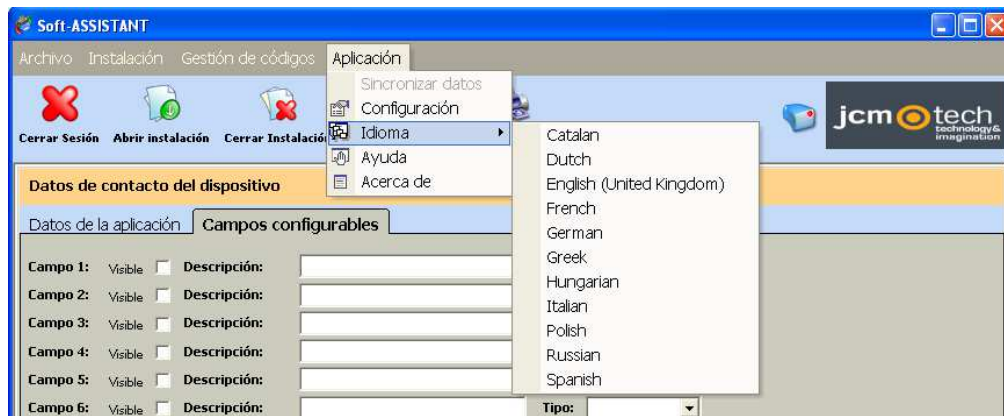 Soft-ASSISTANT
Archivo Instalación Gestión de códigos Aplicación
Sincronizar datos
Configuración
Idioma
Ayuda
Acerca de
Catalan
Dutch
English (United Kingdom)
French
German
Greek
Hungarian
Italian
Polish
Russian
Spanish
Cerrar Sesión Abrir instalación Cerrar Instalació
jcm tech
technology &
imagination
Datos de contacto del dispositivo
Datos de la aplicación Campos configurables
Campo 1: Visible Descripción:
Campo 2: Visible Descripción:
Campo 3: Visible Descripción:
Campo 4: Visible Descripción:
Campo 5: Visible Descripción:
Campo 6: Visible Descripción: Tipo: